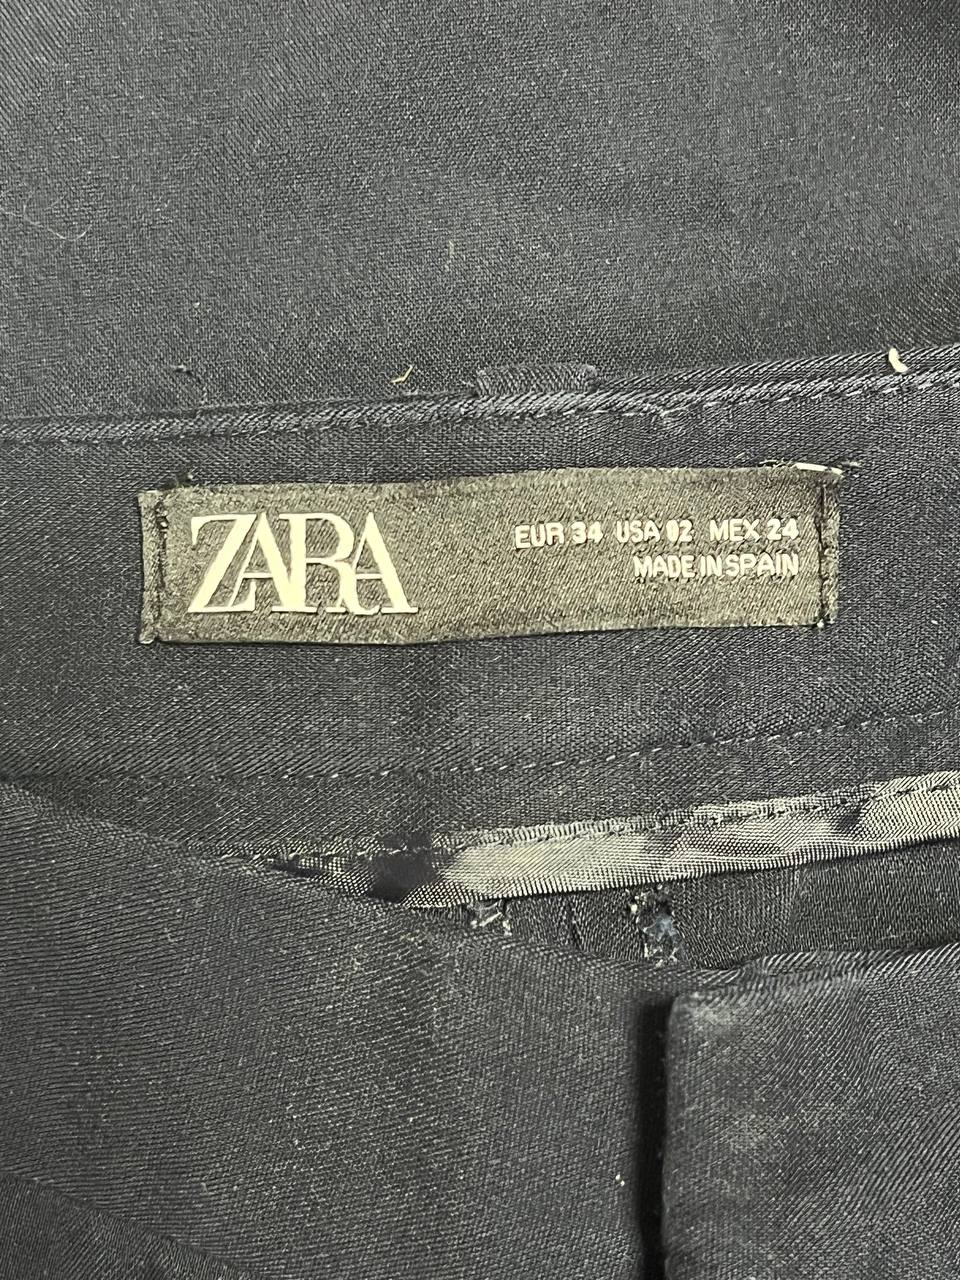 ZARA
EUR 34 USA 02 MEX 24
MADE IN SPAIN